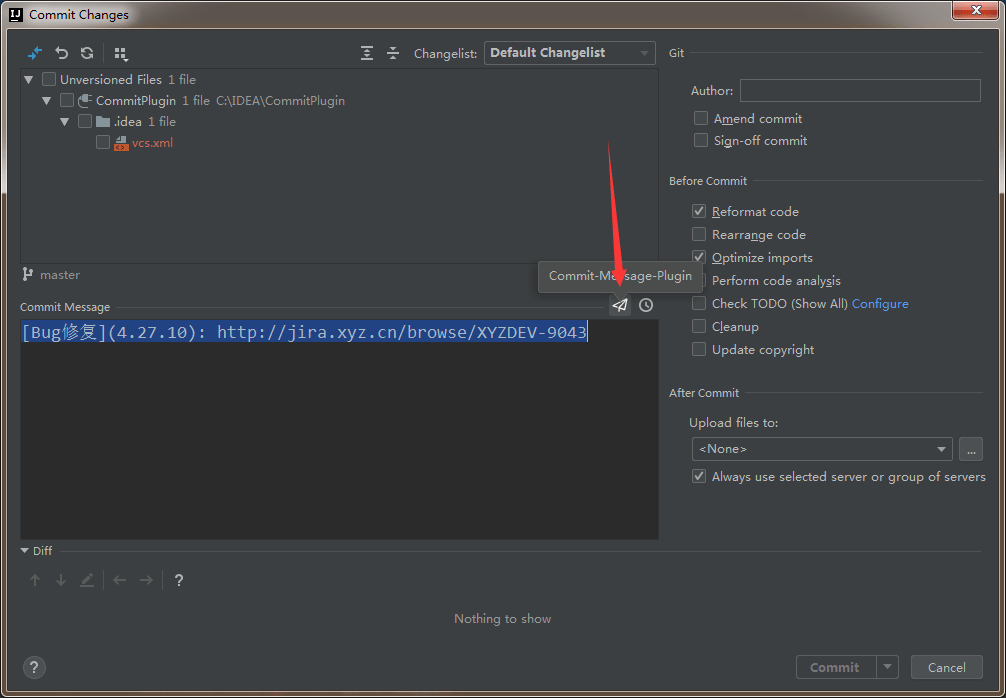 Commit Changes
Changelist: Default Changelist
Unversioned Files 1 file
CommitPlugin 1 file C:\IDEA\CommitPlugin
.idea 1 file
vcs.xml
master
Commit-Message-Plugin
Commit Message
[Bug修复](4.27.10): http://jira.xyz.cn/browse/XYZDEV-9043
Git
Author:
Amend commit
Sign-off commit
Before Commit
Reformat code
Rearrange code
Optimize imports
Perform code analysis
Check TODO (Show All) Configure
Cleanup
Update copyright
After Commit
Upload files to:
<None>
...
Always use selected server or group of servers
Diff
?
Nothing to show
?
Commit
Cancel